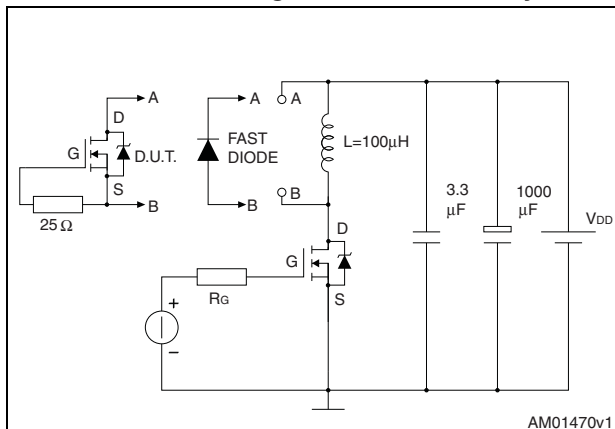 A
D
G
D.U.T.
S
B
25 Ω
A
FAST
DIODE
B
A
L=100μH
B
D
G
S
RG
+
–
3.3
μF
1000
μF
VDD
AM01470v1